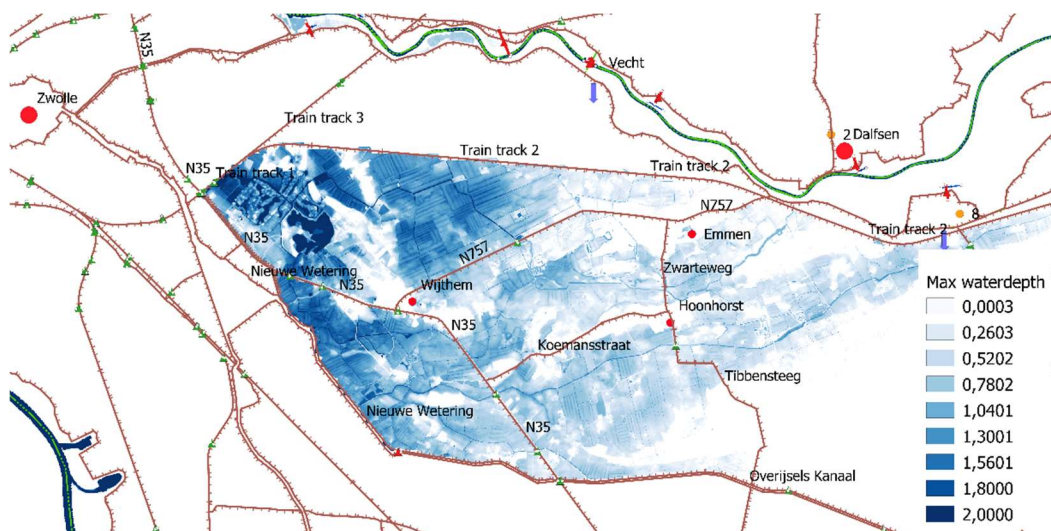 N35
Zwolle
Vecht
2 Dalfsen
Train track 3
Train track 2
Train track 2
N35
Train track 1
8
N757
Train track 2
N35
Emmen
N757
Nieuwe Wetering
Zwarteweg
N35
Wijthem
Hoonhorst
N35
Koemansstraat
Tibbensteeg
Nieuwe Wetering
N35
Overijsels Kanaal
Max waterdepth
0,0003
0,2603
0,5202
0,7802
1,0401
1,3001
1,5601
1,8000
2,0000